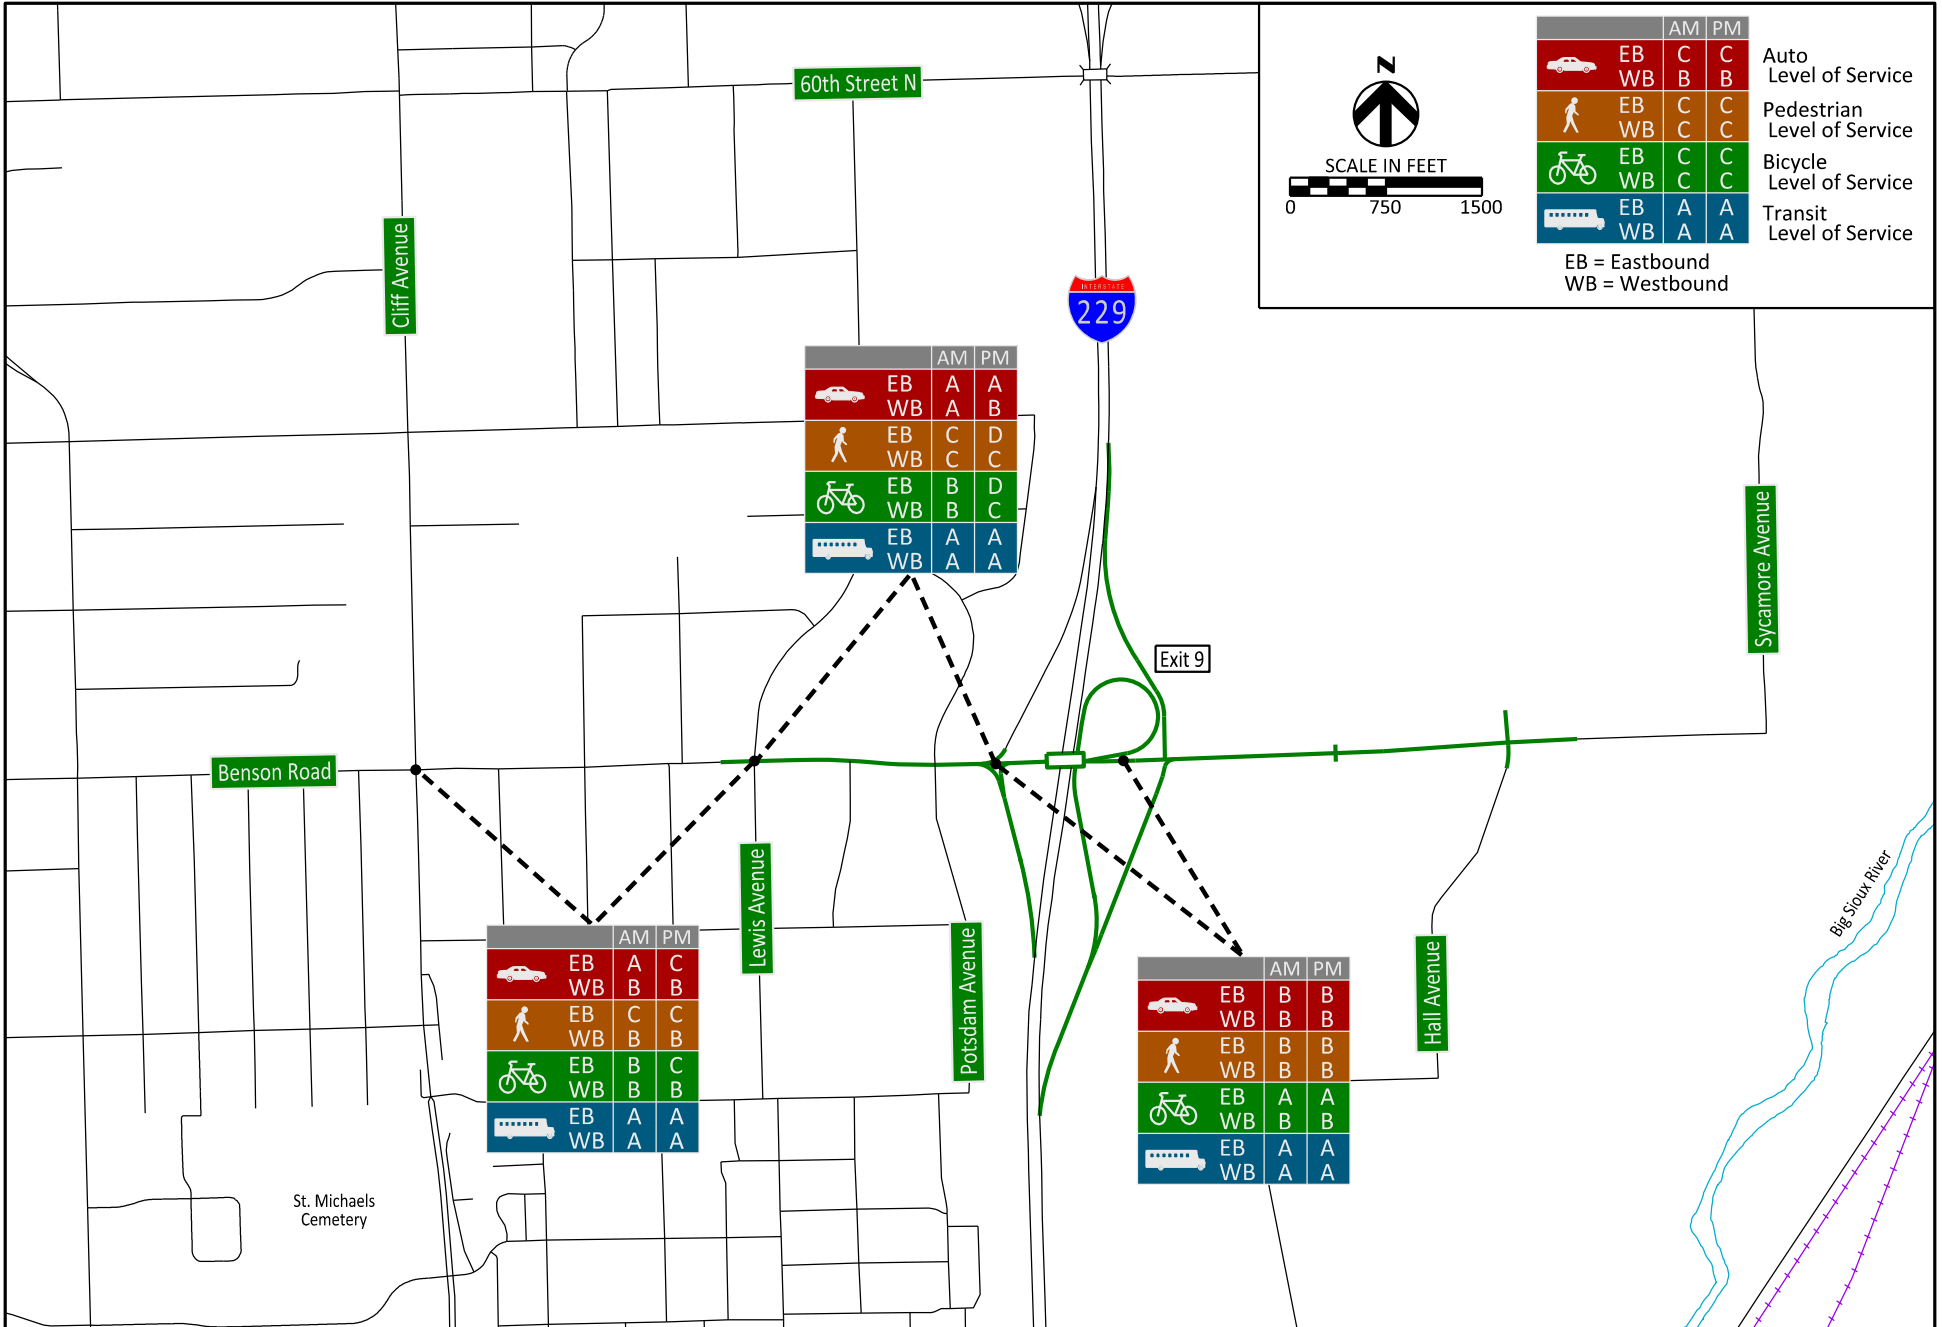 60th Street N
N
SCALE IN FEET
0 750 1500
AM PM
EB C C
WB B B
Auto
Level of Service
EB C C
WB C C
Pedestrian
Level of Service
EB C C
WB C C
Bicycle
Level of Service
EB A A
WB A A
Transit
Level of Service
EB = Eastbound
WB = Westbound
Cliff Avenue
INTERSTATE
229
AM PM
EB A A
WB A B
EB C D
WB C C
EB B D
WB B C
EB A A
WB A A
Sycamore Avenue
Exit 9
Benson Road
Lewis Avenue
Potsdam Avenue
Hall Avenue
Big Sioux River
AM PM
EB A C
WB B B
EB C C
WB B B
EB B C
WB B B
EB A A
WB A A
AM PM
EB B B
WB B B
EB B B
WB B B
EB A A
WB B B
EB A A
WB A A
St. Michaels
Cemetery